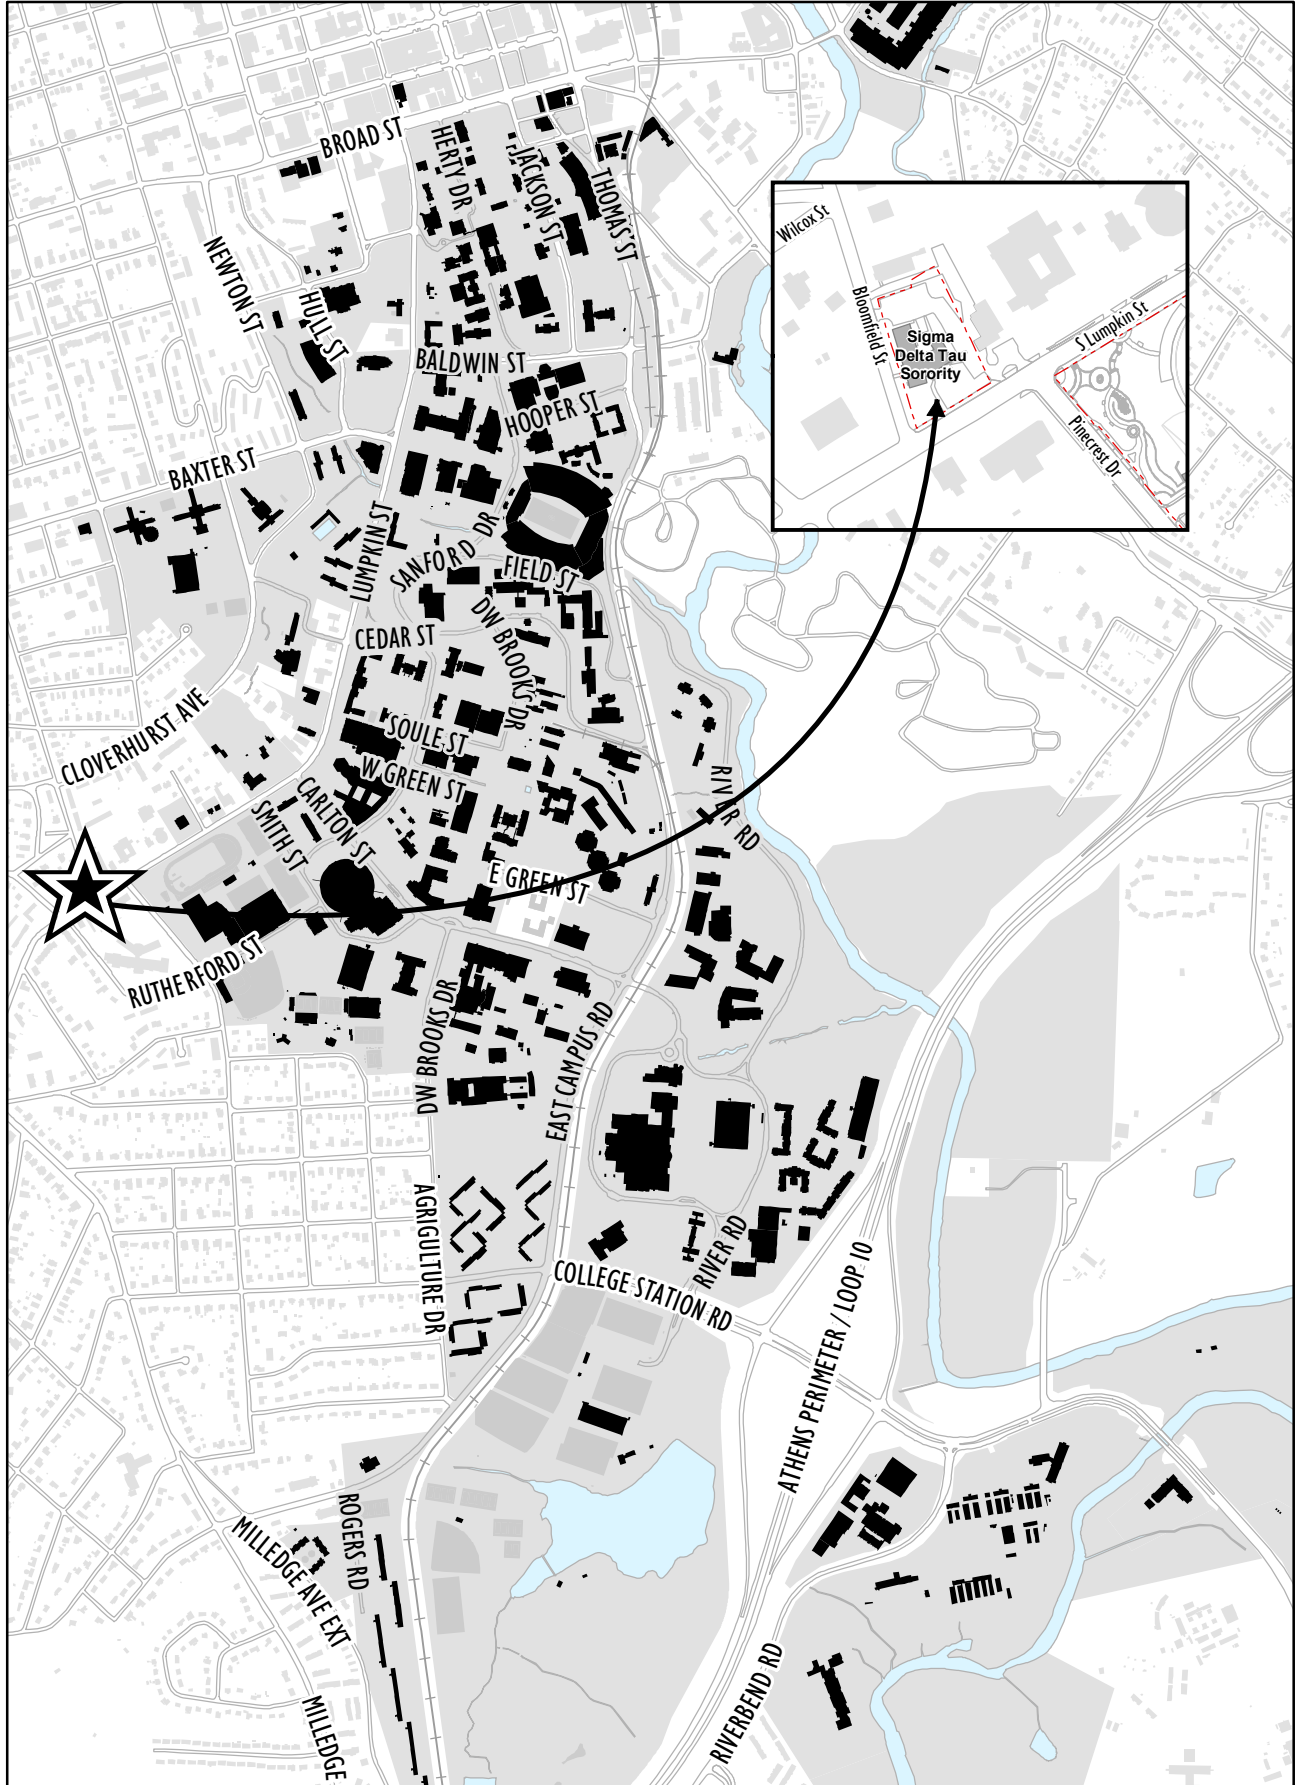 BROAD ST
HERTY DR
JACKSON ST
THOMAS ST
NEWTON ST
HULL ST
BALDWIN ST
HOOPER ST
BAXTER ST
LUMPKIN ST
SANFORD DR
FIELD ST
CEDAR ST
DW BROOKS DR
CLOVERHURST AVE
SOULE ST
W GREEN ST
CARLTON ST
SMITH ST
E GREEN ST
RIVER RD
RUTHERFORD ST
DW BROOKS DR
EAST CAMPUS RD
AGRIGULTURE DR
RIVER RD
COLLEGE STATION RD
ATHENS PERIMETER / LOOP 10
ROGERS RD
MILLEDGE AVE EXT
MILLEDGE
RIVERBEND RD
Wilcox St
Bloomfield St
Sigma
Delta Tau
Sorority
S Lumpkin St
Pinecrest Dr